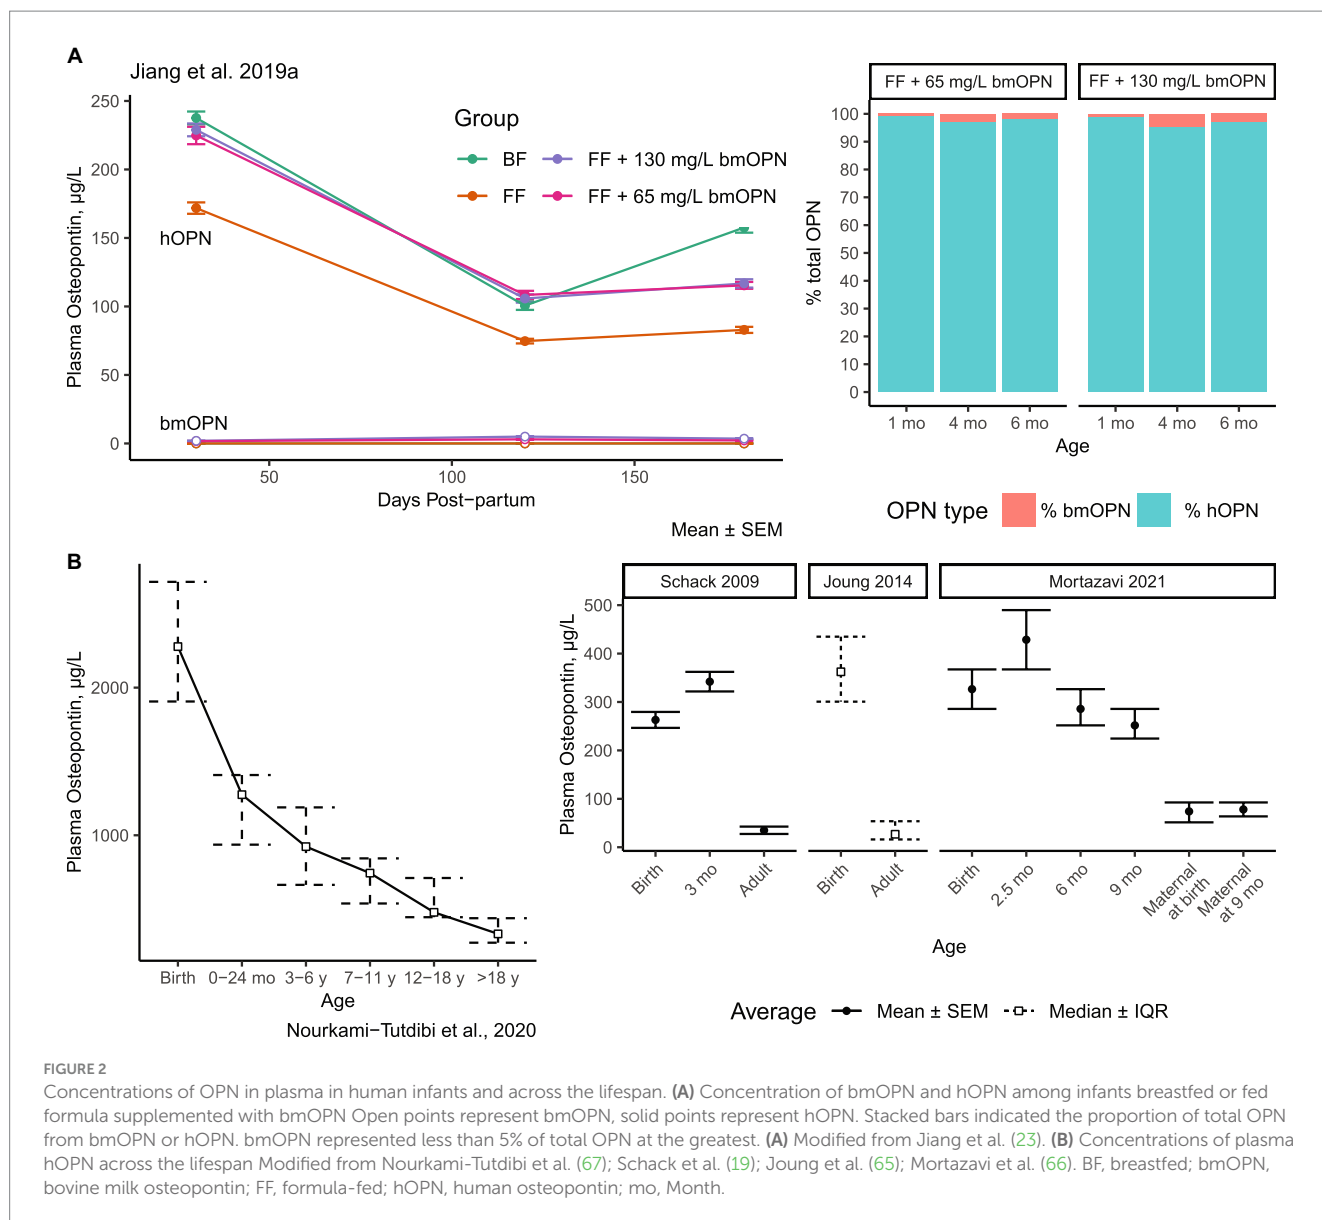 A
Jiang et al. 2019a
Plasma Osteopontin, µg/L
250
200
150
100
50
0
Group
BF
FF + 130 mg/L bmOPN
FF
FF + 65 mg/L bmOPN
hOPN
bmOPN
50
100
150
Days Post−partum
Mean ± SEM
FF + 65 mg/L bmOPN
FF + 130 mg/L bmOPN
% total OPN
100
90
80
70
60
50
40
30
20
10
0
1 mo
4 mo
6 mo
1 mo
4 mo
6 mo
Age
OPN type
% bmOPN
% hOPN
B
Plasma Osteopontin, µg/L
2000
1000
Birth
0−24 mo
3−6 y
7−11 y
12−18 y
>18 y
Age
Nourkami−Tutdibi et al., 2020
Schack 2009
Joung 2014
Mortazavi 2021
Plasma Osteopontin, µg/L
500
400
300
200
100
0
Birth
3 mo
Adult
Birth
Adult
Birth
2.5 mo
6 mo
9 mo
Maternal
at birth
Maternal
at 9 mo
Age
Average
Mean ± SEM
Median ± IQR
FIGURE 2
Concentrations of OPN in plasma in human infants and across the lifespan. (A) Concentration of bmOPN and hOPN among infants breastfed or fed
formula supplemented with bmOPN Open points represent bmOPN, solid points represent hOPN. Stacked bars indicated the proportion of total OPN
from bmOPN or hOPN. bmOPN represented less than 5% of total OPN at the greatest. (A) Modified from Jiang et al. (23). (B) Concentrations of plasma
hOPN across the lifespan Modified from Nourkami-Tutdibi et al. (67); Schack et al. (19); Joung et al. (65); Mortazavi et al. (66). BF, breastfed; bmOPN,
bovine milk osteopontin; FF, formula-fed; hOPN, human osteopontin; mo, Month.